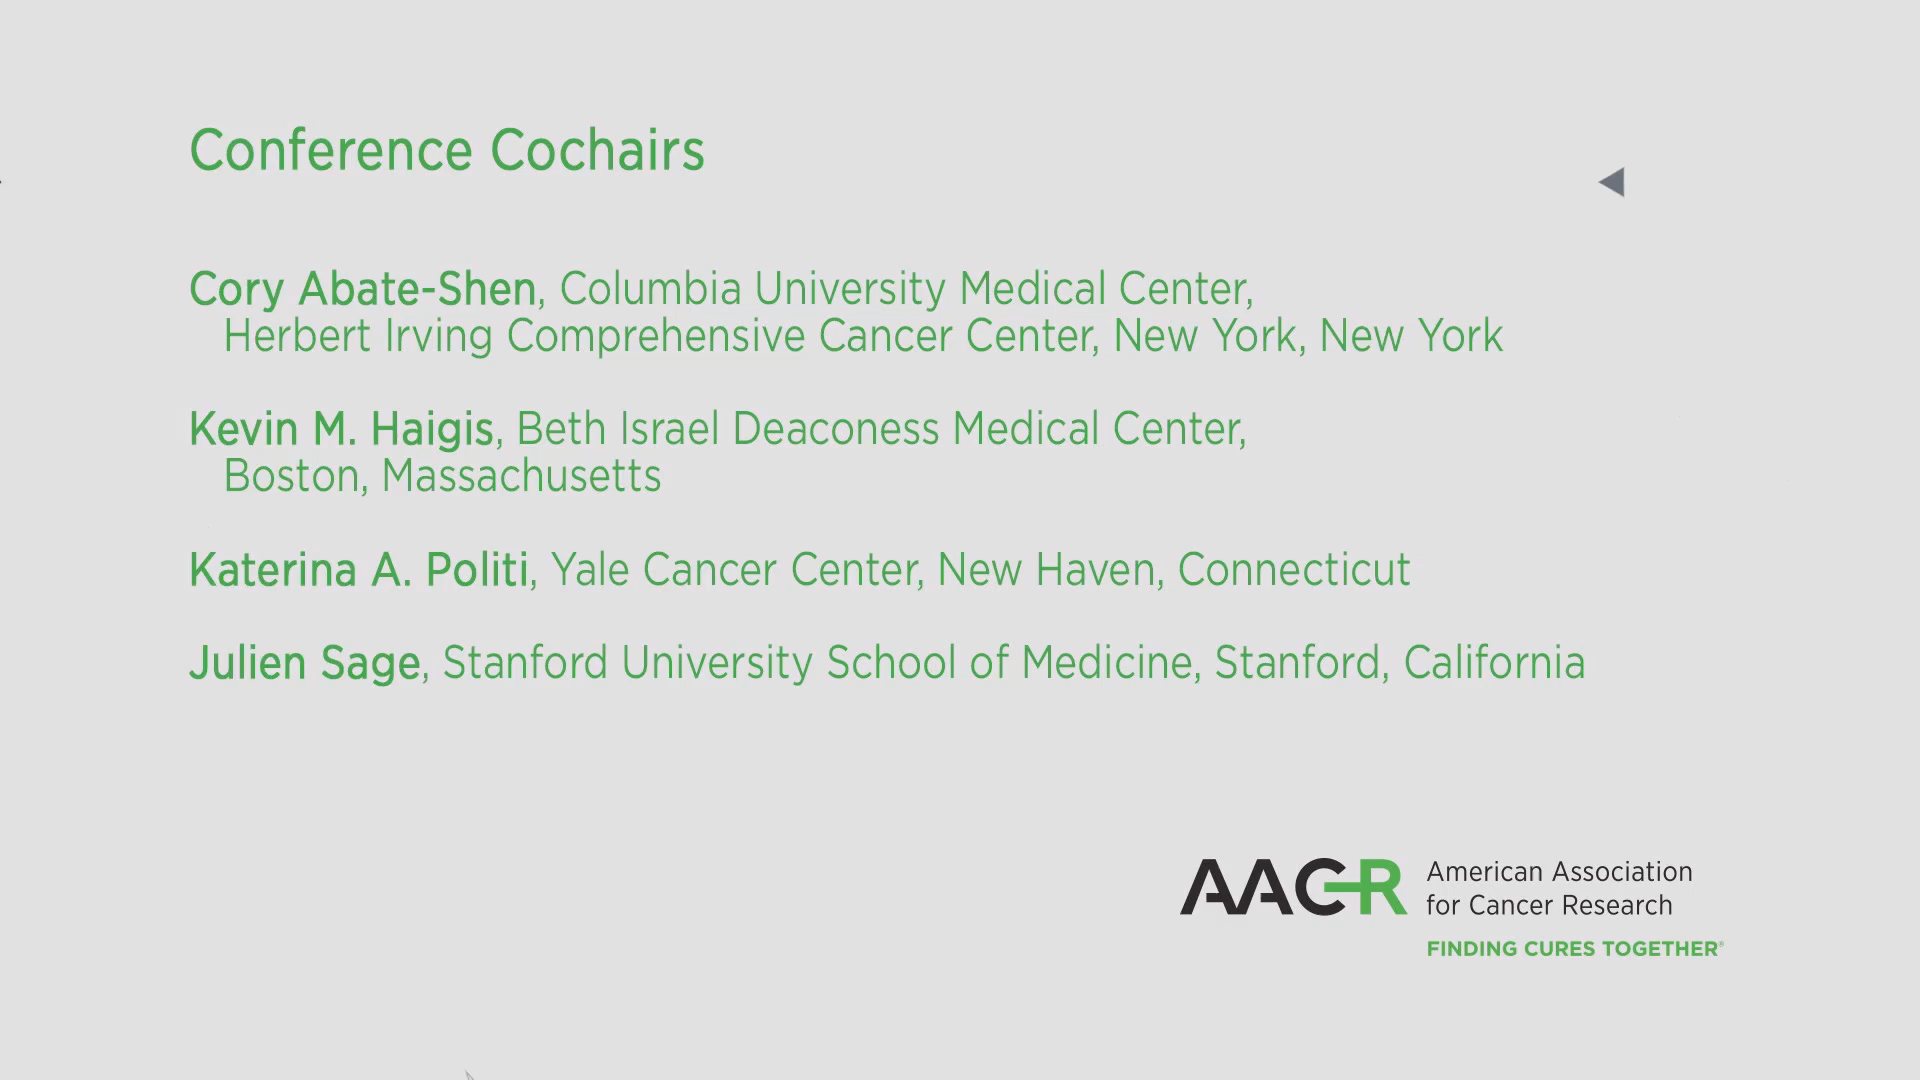 Conference Cochairs
Cory Abate-Shen, Columbia University Medical Center,
Herbert Irving Comprehensive Cancer Center, New York, New York
Kevin M. Haigis, Beth Israel Deaconess Medical Center,
Boston, Massachusetts
Katerina A. Politi, Yale Cancer Center, New Haven, Connecticut
Julien Sage, Stanford University School of Medicine, Stanford, California
AACR American Association
for Cancer Research
FINDING CURES TOGETHER®